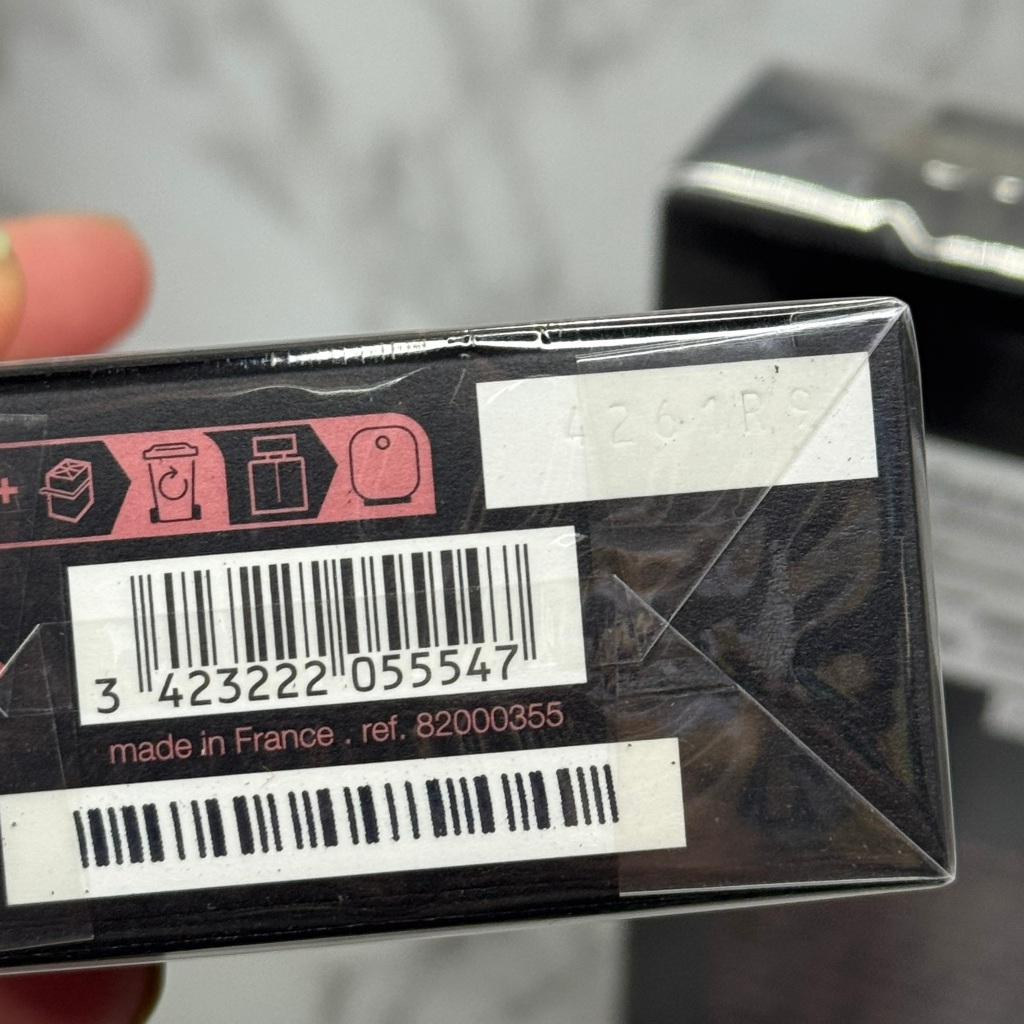 4261R9
3 423222 055547
made in France . ref. 82000355